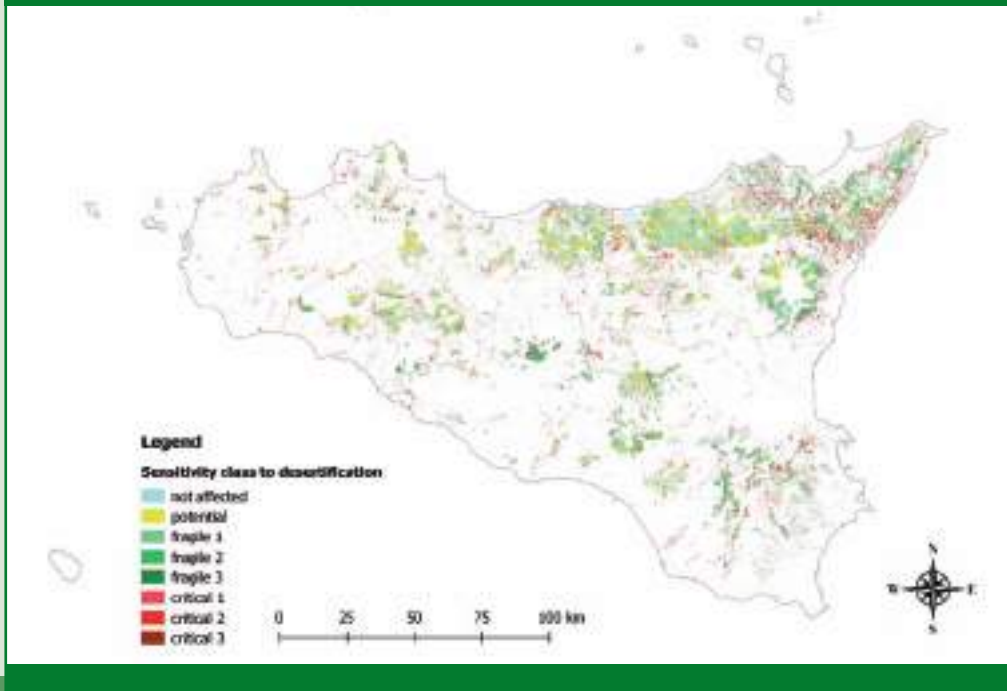 Legend
Sensitivity class to desertification
not affected
potential
fragile 1
fragile 2
fragile 3
critical 1
critical 2
critical 3
0 25 50 75 100 km
N
W E
S